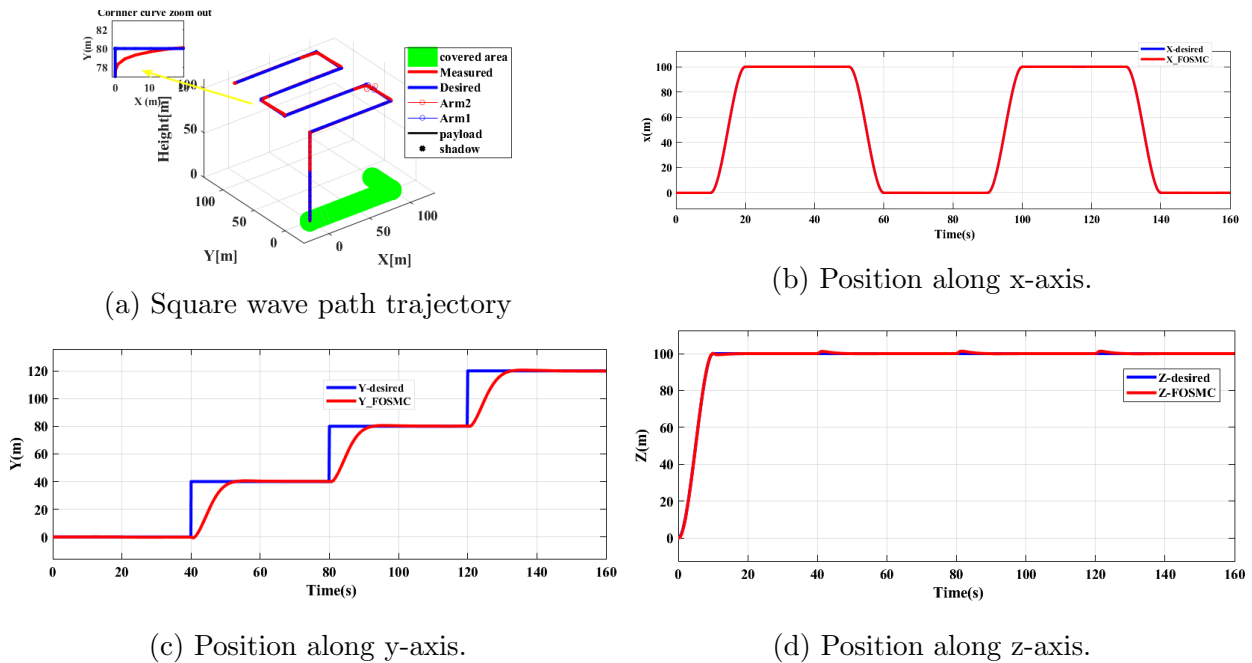 Cornner curve zoom out
82
80
78
Y(m)
0 10 20
X (m)
covered area
Measured
Desired
Arm2
Arm1
payload
shadow
100
50
0
Height[m]
100
50
0
Y[m]
0
50
100
X[m]
(a) Square wave path trajectory
X-desired
X_FOSMC
100
80
60
40
20
0
x(m)
0 20 40 60 80 100 120 140 160
Time(s)
(b) Position along x-axis.
Y-desired
Y_FOSMC
120
100
80
60
40
20
0
Y(m)
0 20 40 60 80 100 120 140 160
Time(s)
(c) Position along y-axis.
Z-desired
Z-FOSMC
100
80
60
40
20
0
Z(m)
0 20 40 60 80 100 120 140 160
Time(s)
(d) Position along z-axis.